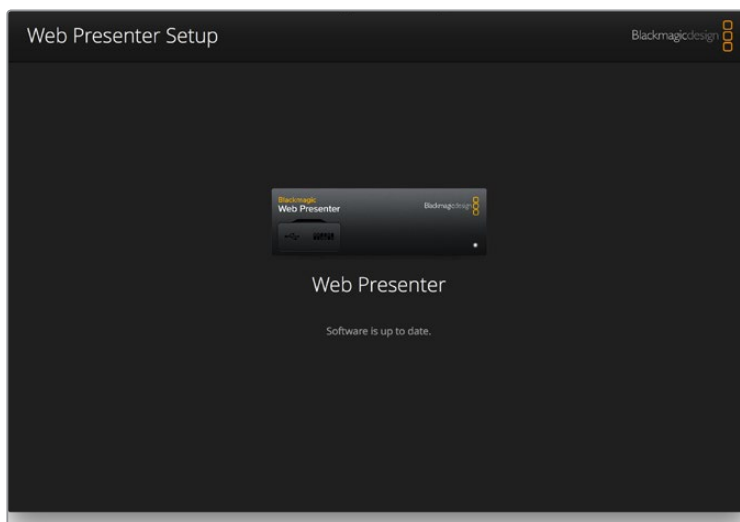 Web Presenter Setup
Blackmagicdesign
Blackmagic
Web Presenter
Blackmagicdesign
Web Presenter
Software is up to date.